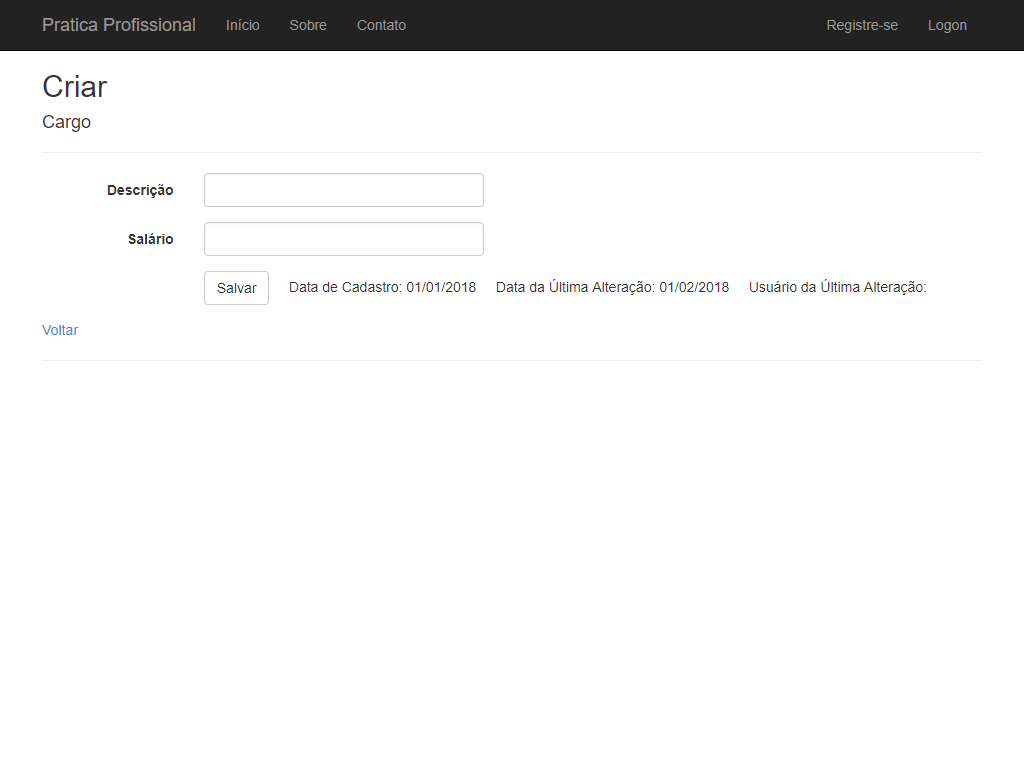 Pratica Profissional Início Sobre Contato Registre-se Logon
Criar
Cargo
Descrição
Salário
Salvar Data de Cadastro: 01/01/2018 Data da Última Alteração: 01/02/2018 Usuário da Última Alteração:
Voltar